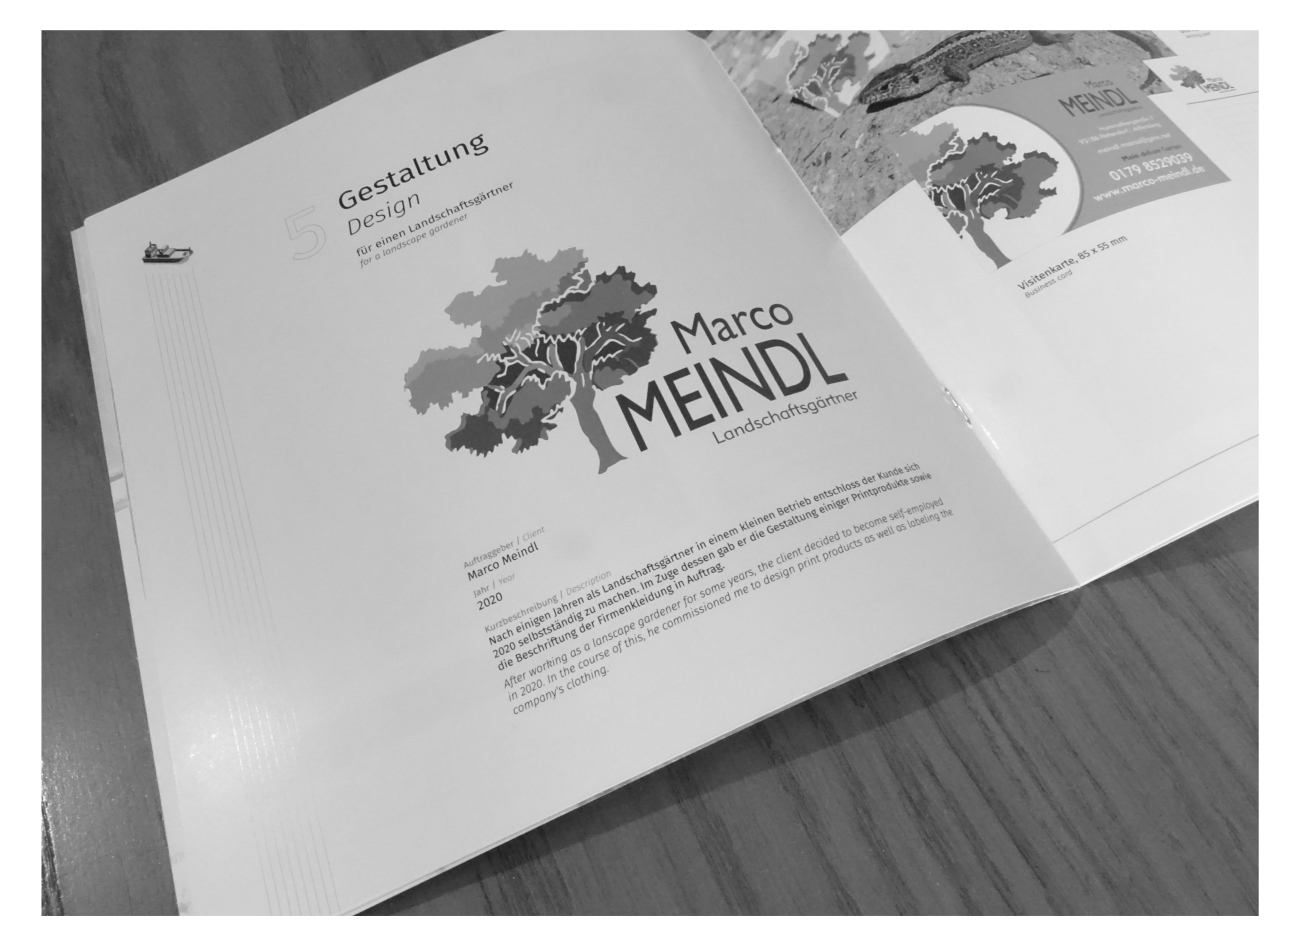 5
Gestaltung
Design
für einen Landschaftsgärtner
for a landscape gardener
Marco
MEINDL
Landschaftsgärtner
Auftraggeber / Client
Marco Meindl
Jahr / Year
2020
Kurzbeschreibung / Description
Nach einigen Jahren als Landschaftsgärtner in einem kleinen Betrieb entschloss der Kunde sich
2020 selbstständig zu machen. Im Zuge dessen gab er die Gestaltung einiger Printprodukte sowie
die Beschriftung der Firmenkleidung in Auftrag.
After working as a lanscape gardener for some years, the client decided to become self-employed
in 2020. In the course of this, he commissioned me to design print products as well as labeling the
company's clothing.
Marco
MEINDL
0179 8529039
www.marco-meindl.de
Visitenkarte, 85 x 55 mm
Business card
Marco
MEINDL